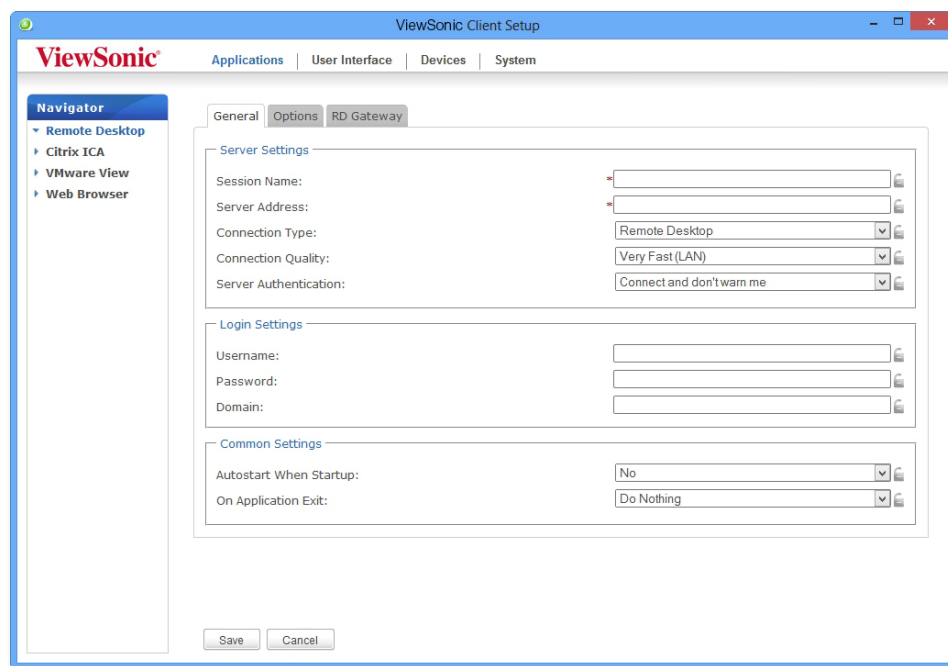 ViewSonic Client Setup
ViewSonic®
Applications | User Interface | Devices | System
Navigator
Remote Desktop
Citrix ICA
VMware View
Web Browser
General Options RD Gateway
Server Settings
Session Name: *
Server Address: *
Connection Type: Remote Desktop
Connection Quality: Very Fast (LAN)
Server Authentication: Connect and don't warn me
Login Settings
Username:
Password:
Domain:
Common Settings
Autostart When Startup: No
On Application Exit: Do Nothing
Save Cancel